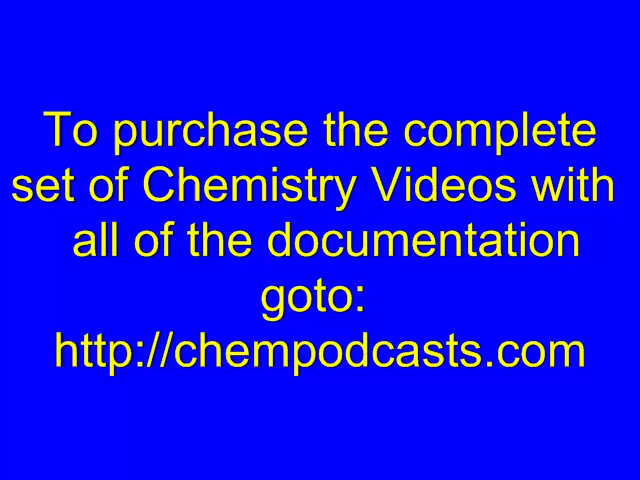 To purchase the complete
set of Chemistry Videos with
all of the documentation
goto:
http://chempodcasts.com